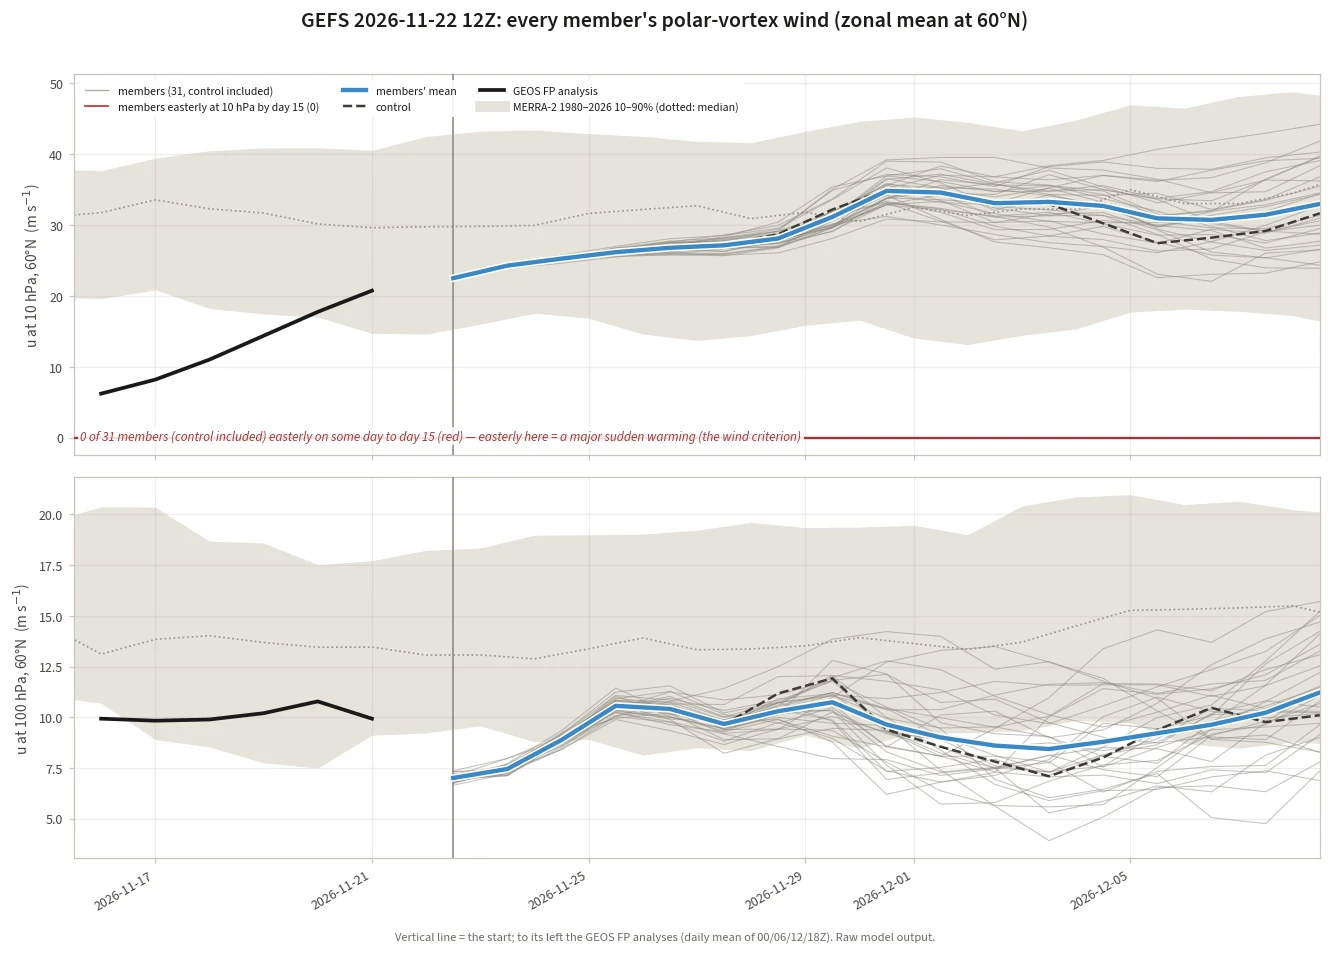 GEFS 2026-11-22 12Z: every member's polar-vortex wind (zonal mean at 60°N)
members (31, control included)
members easterly at 10 hPa by day 15 (0)
members' mean
control
GEOS FP analysis
MERRA-2 1980–2026 10–90% (dotted: median)
u at 10 hPa, 60°N (m s⁻¹)
50
40
30
20
10
0
0 of 31 members (control included) easterly on some day to day 15 (red) — easterly here = a major sudden warming (the wind criterion)
u at 100 hPa, 60°N (m s⁻¹)
20.0
17.5
15.0
12.5
10.0
7.5
5.0
2026-11-17
2026-11-21
2026-11-25
2026-11-29
2026-12-01
2026-12-05
Vertical line = the start; to its left the GEOS FP analyses (daily mean of 00/06/12/18Z). Raw model output.